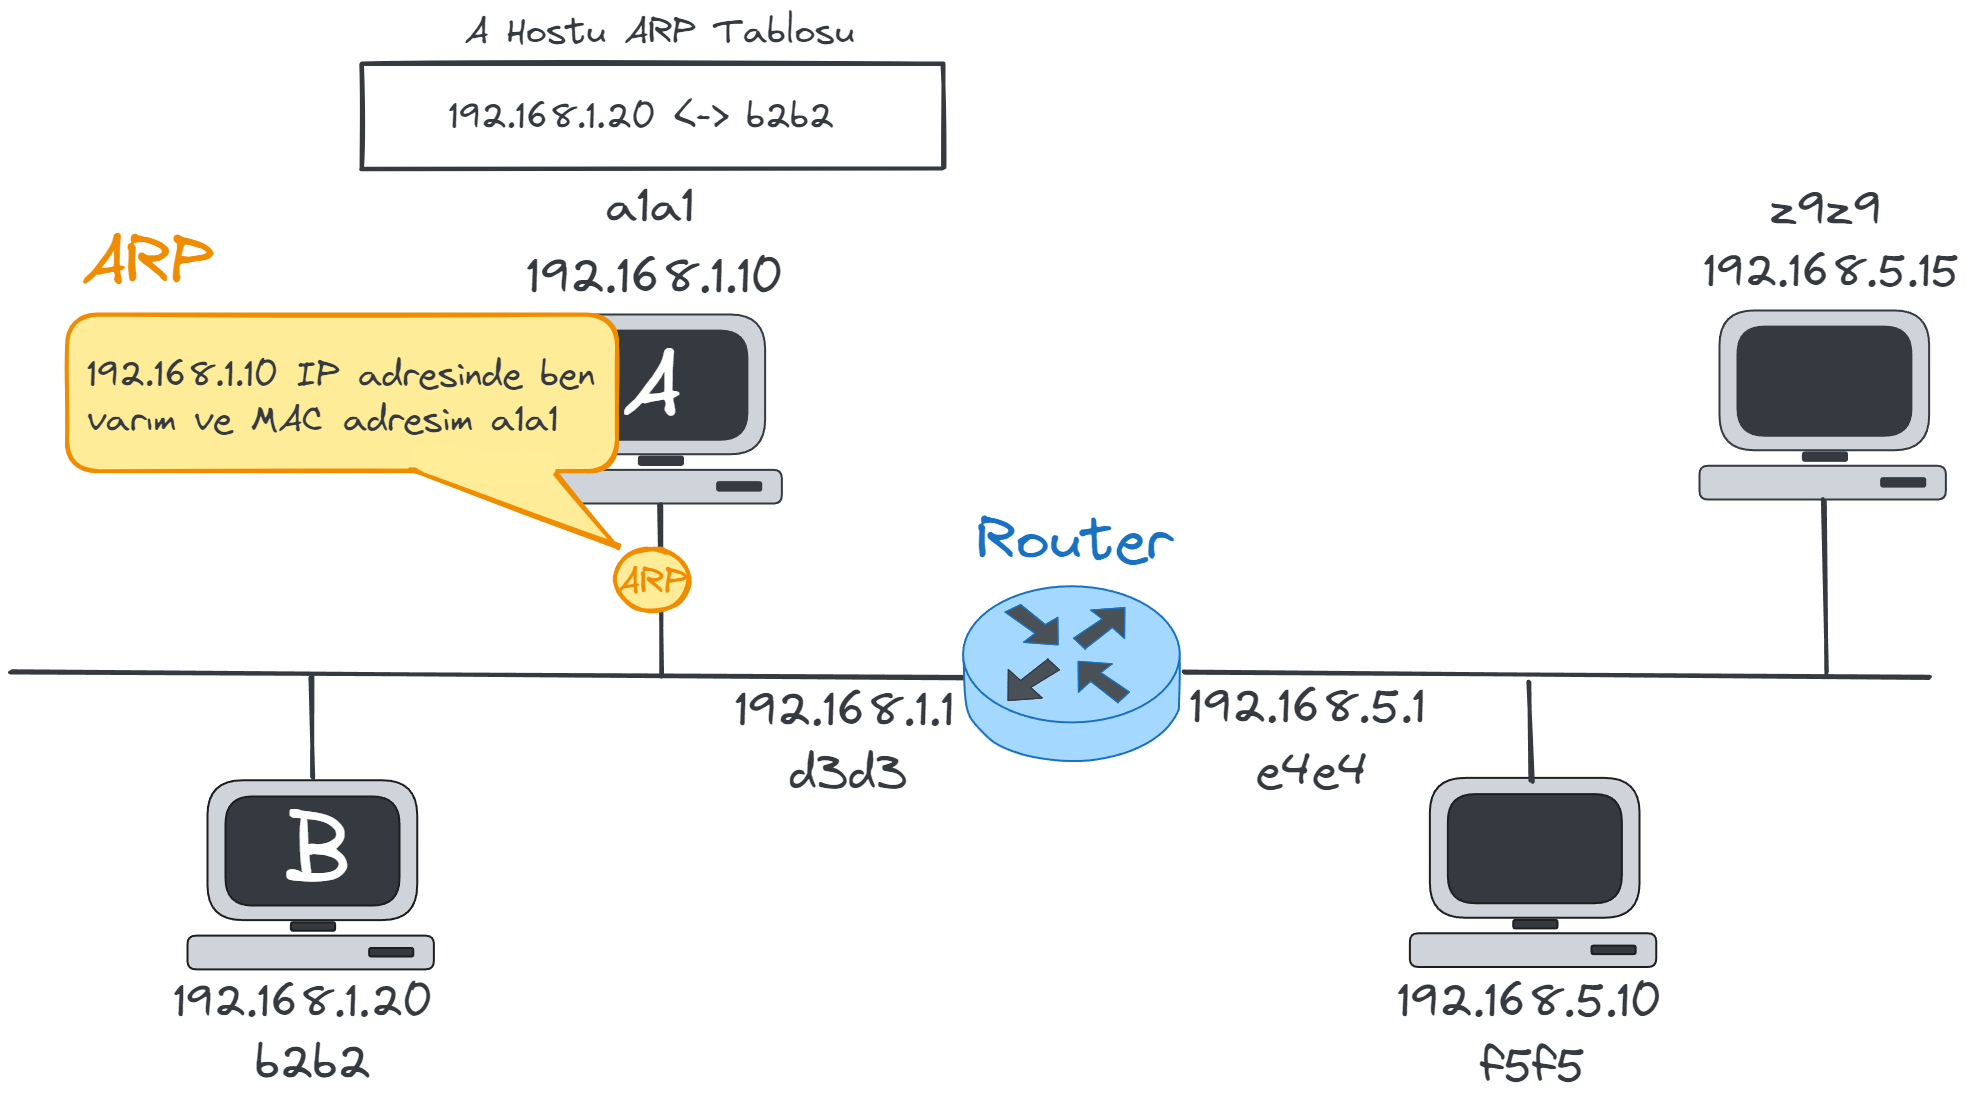 A Hostu ARP Tablosu
192.168.1.20 <-> b2b2
a1a1
192.168.1.10
ARP
192.168.1.10 IP adresinde ben
varım ve MAC adresim a1a1
A
ARP
z9z9
192.168.5.15
Router
192.168.1.1
d3d3
192.168.5.1
e4e4
B
192.168.1.20
b2b2
192.168.5.10
f5f5